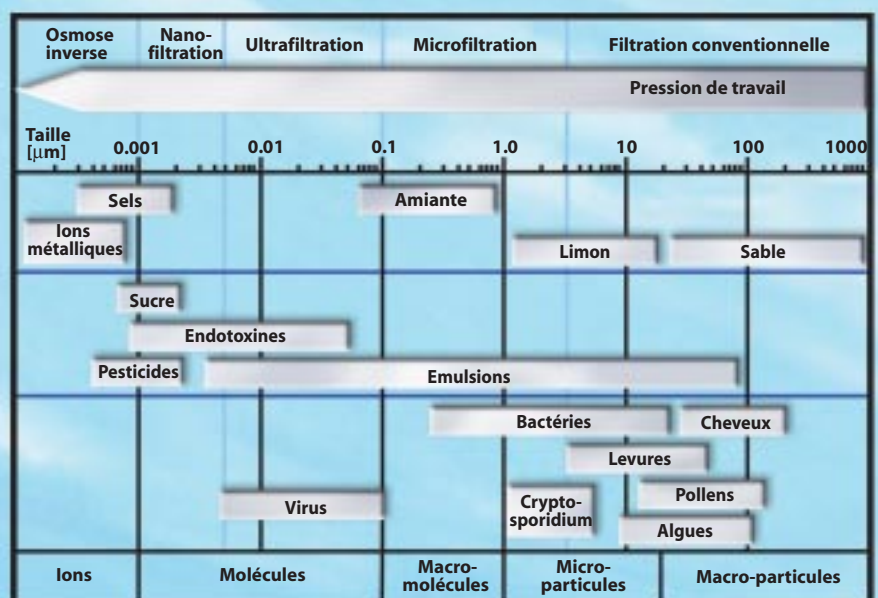 Osmose
inverse
Nano-
filtration
Ultrafiltration
Microfiltration
Filtration conventionnelle
Pression de travail
Taille
[µm]
0.001
0.01
0.1
1.0
10
100
1000
Sels
Amiante
Ions
métalliques
Limon
Sable
Sucre
Endotoxines
Pesticides
Emulsions
Bactéries
Cheveux
Levures
Virus
Crypto-
sporidium
Pollens
Algues
Ions
Molécules
Macro-
molécules
Micro-
particules
Macro-particules